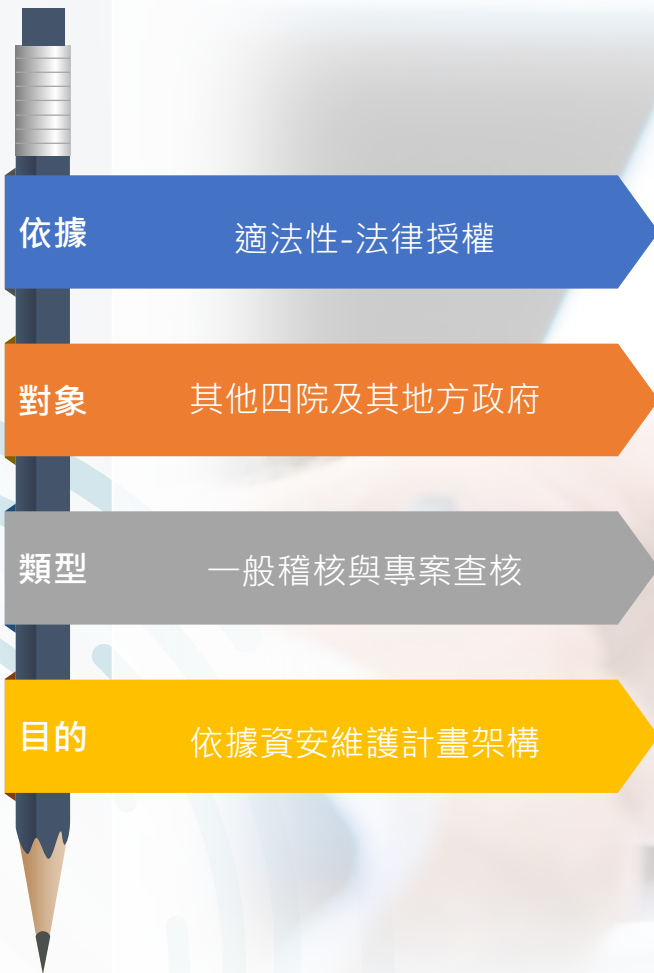 依據 適法性-法律授權
對象 其他四院及其地方政府
類型 一般稽核與專案查核
目的 依據資安維護計畫架構